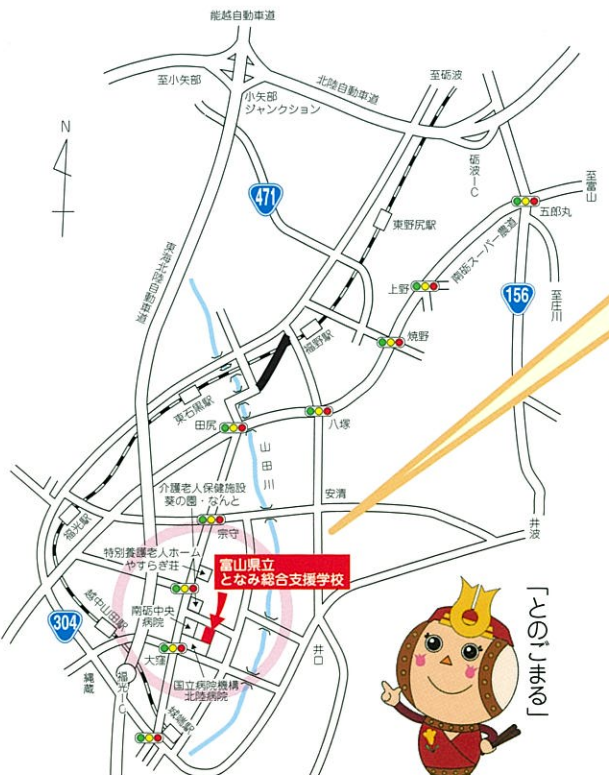 能越自動車道
至小矢部
小矢部
ジャンクション
北陸自動車道
至砺波
砺波IC
至富山
五郎丸
N
471
東野尻駅
南砺スーパー農道
上野
156
至庄川
東海北陸自動車道
焼野
福野駅
東石黒駅
田尻
八塚
山田川
介護老人保健施設
葵の園・なんと
安清
井波
福光駅
宗守
特別養護老人ホーム
やすらぎ荘
富山県立
となみ総合支援学校
越中山田駅
304
南砺中央
病院
井口
大窪
縄蔵
福光IC
国立病院機構
北陸病院
城端駅
「とのごまる」